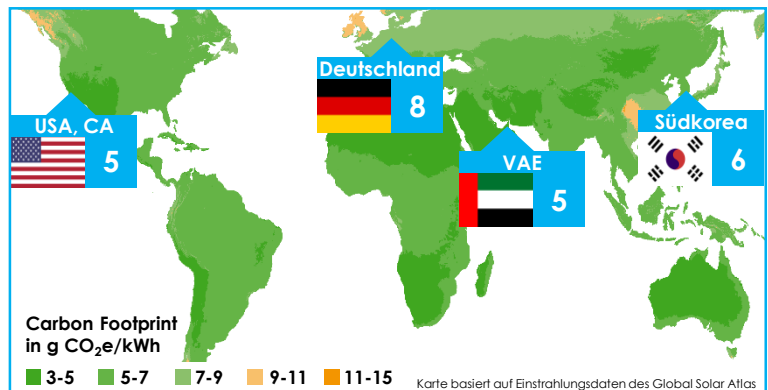 Deutschland
8
USA, CA
5
Südkorea
6
VAE
5
Carbon Footprint
in g CO₂e/kWh
3-5 5-7 7-9 9-11 11-15
Karte basiert auf Einstrahlungsdaten des Global Solar Atlas